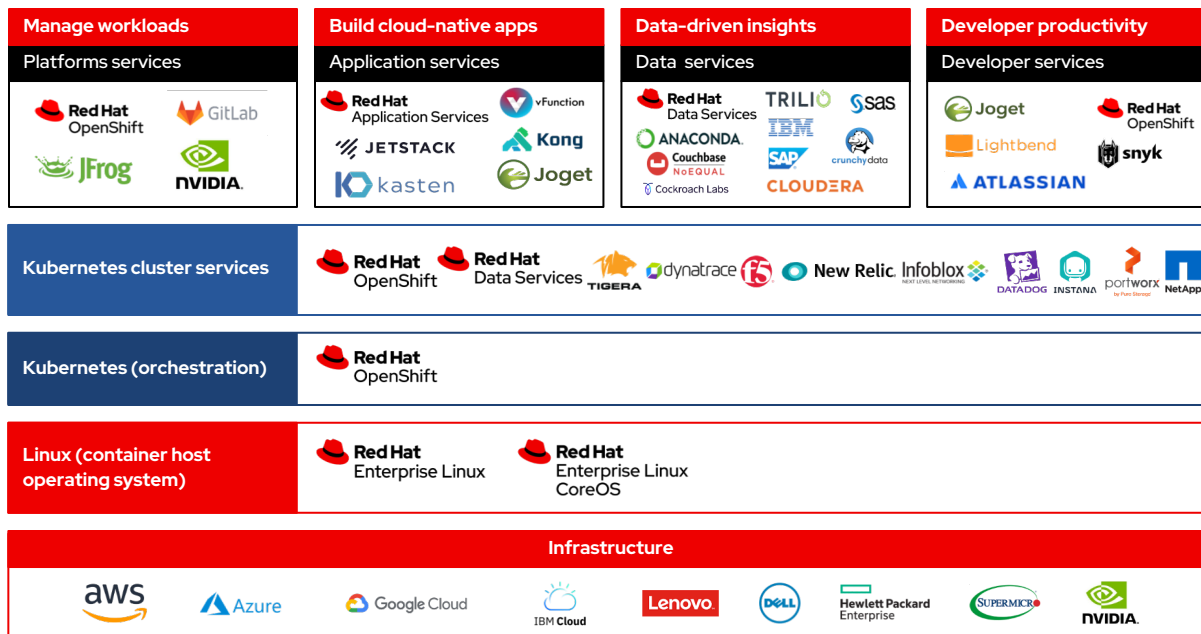 Manage workloads
Platforms services
Red Hat
OpenShift
GitLab
JFrog
NVIDIA.
Build cloud-native apps
Application services
Red Hat
Application Services
vFunction
JETSTACK
Kong
kasten
Joget
Data-driven insights
Data services
Red Hat
Data Services
TRILIO
sas
ANACONDA.
IBM
Couchbase
NoEQUAL
SAP
crunchydata
Cockroach Labs
CLOUDERA
Developer productivity
Developer services
Joget
Red Hat
OpenShift
Lightbend
snyk
ATLASSIAN
Kubernetes cluster services
Red Hat
OpenShift
Red Hat
Data Services
TIGERA
dynatrace
f5
New Relic.
Infoblox
NEXT LEVEL NETWORKING
DATADOG
INSTANA
portworx
by Pure Storage
NetApp
Kubernetes (orchestration)
Red Hat
OpenShift
Linux (container host
operating system)
Red Hat
Enterprise Linux
Red Hat
Enterprise Linux
CoreOS
Infrastructure
aws
Azure
Google Cloud
IBM Cloud
Lenovo.
DELL
Hewlett Packard
Enterprise
SUPERMICRO
NVIDIA.